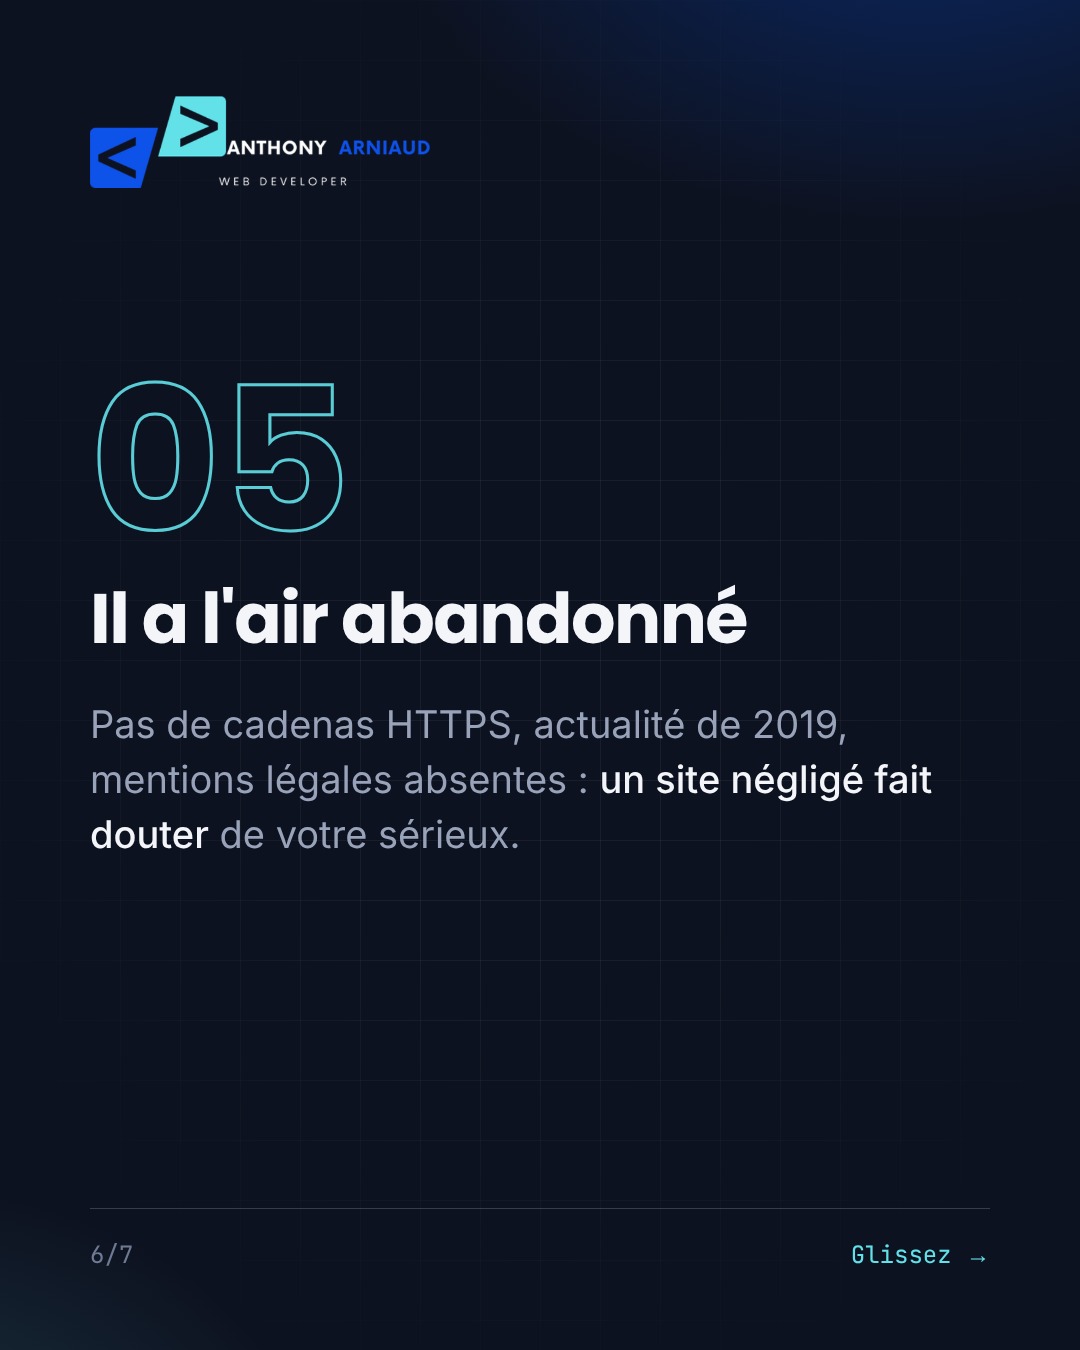 < >
ANTHONY ARNIAUD
WEB DEVELOPER
05
Il a l'air abandonné
Pas de cadenas HTTPS, actualité de 2019,
mentions légales absentes : un site négligé fait
douter de votre sérieux.
6/7
Glissez →